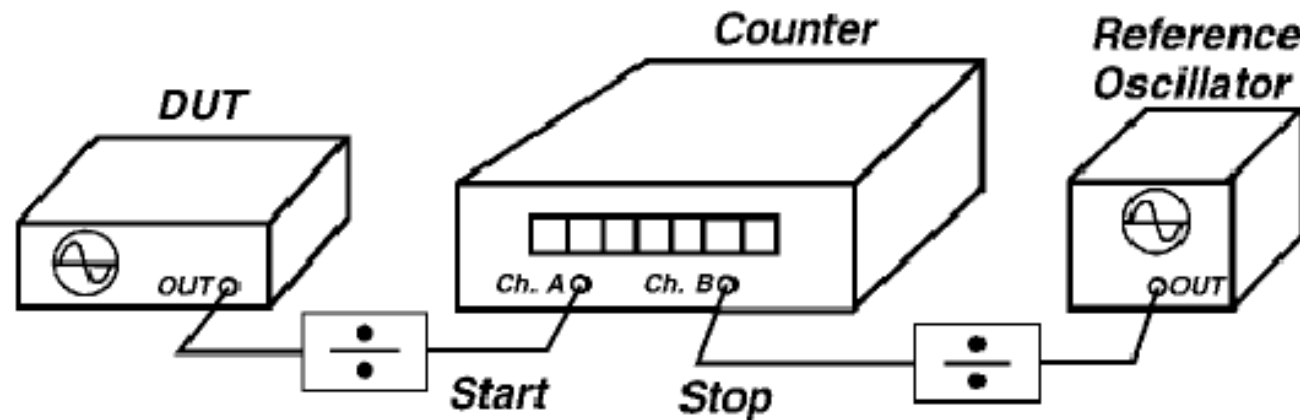 Counter
Reference
Oscillator
DUT
OUT
Ch. A
Ch. B
OUT
Start
Stop